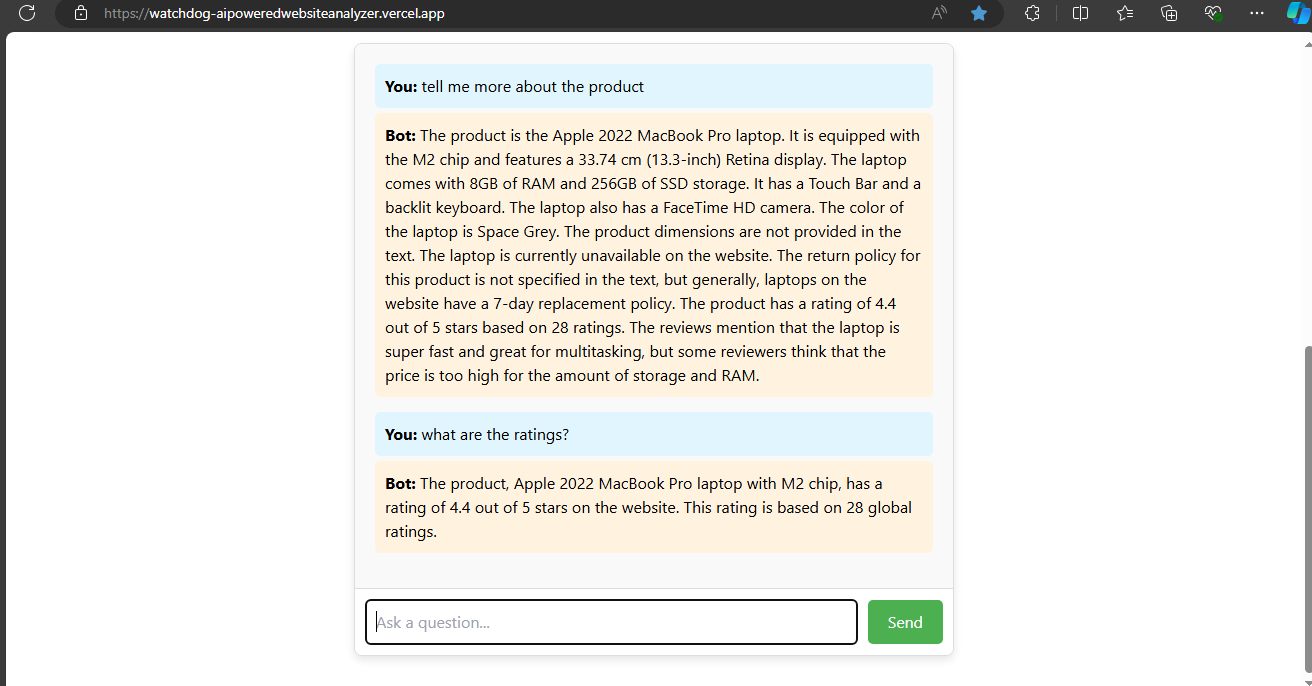 https://watchdog-aipoweredwebsiteanalyzer.vercel.app
You: tell me more about the product
Bot: The product is the Apple 2022 MacBook Pro laptop. It is equipped with
the M2 chip and features a 33.74 cm (13.3-inch) Retina display. The laptop
comes with 8GB of RAM and 256GB of SSD storage. It has a Touch Bar and a
backlit keyboard. The laptop also has a FaceTime HD camera. The color of
the laptop is Space Grey. The product dimensions are not provided in the
text. The laptop is currently unavailable on the website. The return policy for
this product is not specified in the text, but generally, laptops on the
website have a 7-day replacement policy. The product has a rating of 4.4
out of 5 stars based on 28 ratings. The reviews mention that the laptop is
super fast and great for multitasking, but some reviewers think that the
price is too high for the amount of storage and RAM.
You: what are the ratings?
Bot: The product, Apple 2022 MacBook Pro laptop with M2 chip, has a
rating of 4.4 out of 5 stars on the website. This rating is based on 28 global
ratings.
Ask a question...
Send